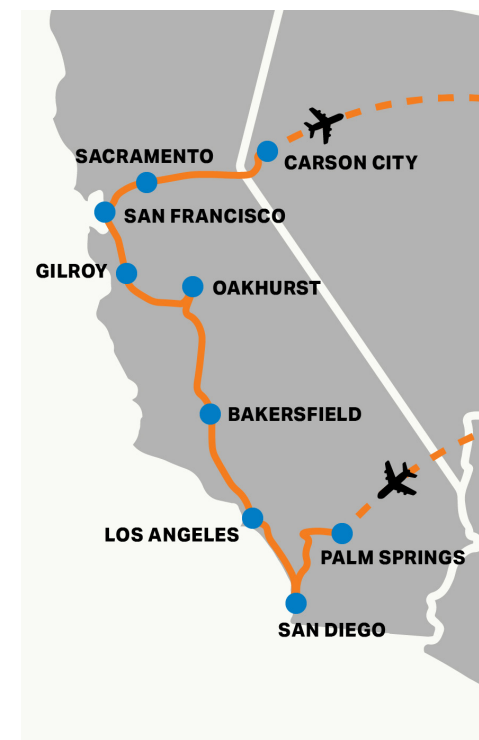 SACRAMENTO
CARSON CITY
SAN FRANCISCO
GILROY
OAKHURST
BAKERSFIELD
LOS ANGELES
PALM SPRINGS
SAN DIEGO